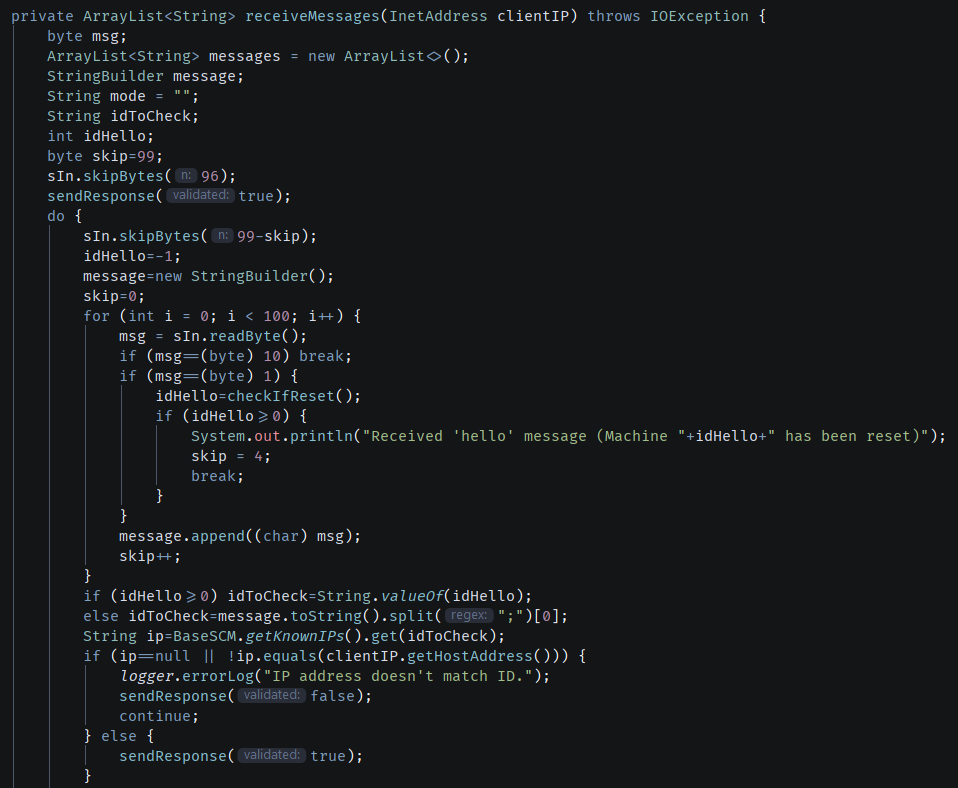 private ArrayList<String> receiveMessages(InetAddress clientIP) throws IOException {
    byte msg;
    ArrayList<String> messages = new ArrayList<>();
    StringBuilder message;
    String mode = "";
    String idToCheck;
    int idHello;
    byte skip=99;
    sIn.skipBytes( n: 96);
    sendResponse( validated: true);
    do {
        sIn.skipBytes( n: 99-skip);
        idHello=-1;
        message=new StringBuilder();
        skip=0;
        for (int i = 0; i < 100; i++) {
            msg = sIn.readByte();
            if (msg==(byte) 10) break;
            if (msg==(byte) 1) {
                idHello=checkIfReset();
                if (idHello>=0) {
                    System.out.println("Received 'hello' message (Machine "+idHello+" has been reset)");
                    skip = 4;
                    break;
                }
            }
            message.append((char) msg);
            skip++;
        }
        if (idHello>=0) idToCheck=String.valueOf(idHello);
        else idToCheck=message.toString().split( regex: ";")[0];
        String ip=BaseSCM.getKnownIPs().get(idToCheck);
        if (ip==null || !ip.equals(clientIP.getHostAddress())) {
            logger.errorLog("IP address doesn't match ID.");
            sendResponse( validated: false);
            continue;
        } else {
            sendResponse( validated: true);
        }